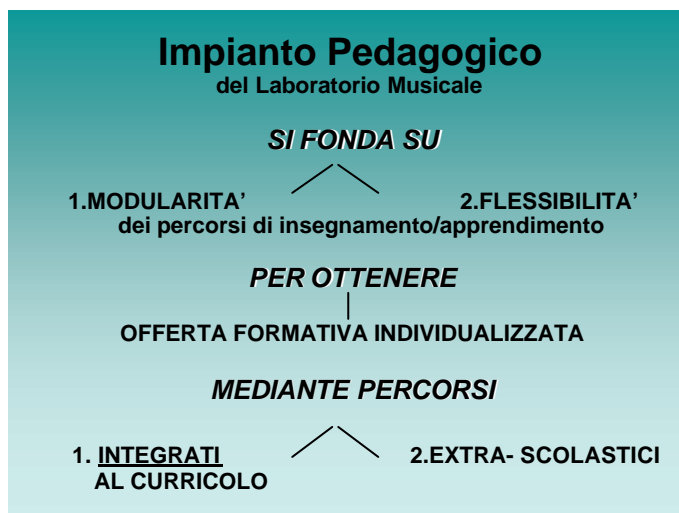 Impianto Pedagogico
del Laboratorio Musicale
SI FONDA SU
1.MODULARITA’ 2.FLESSIBILITA’
dei percorsi di insegnamento/apprendimento
PER OTTENERE
OFFERTA FORMATIVA INDIVIDUALIZZATA
MEDIANTE PERCORSI
1. INTEGRATI 2.EXTRA- SCOLASTICI
AL CURRICOLO